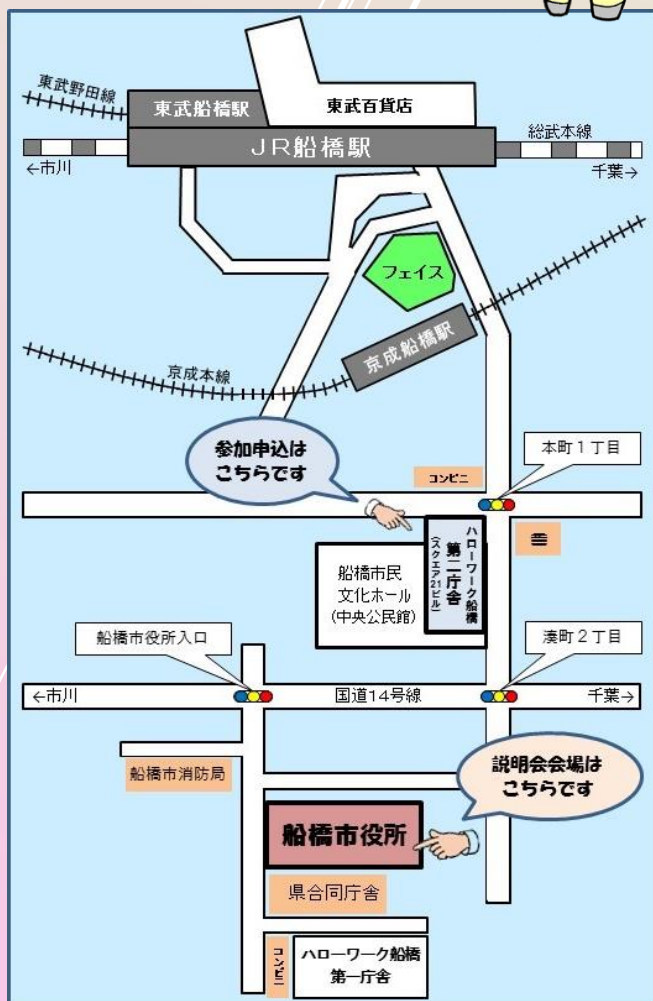 東武野田線
東武船橋駅
東武百貨店
JR船橋駅
総武本線
←市川
千葉→
フェイス
京成船橋駅
京成本線
参加申込は
こちらです
コンビニ
本町1丁目
ハローワーク船橋
第二庁舎
(スクエア21ビル)
船橋市民
文化ホール
(中央公民館)
船橋市役所入口
湊町2丁目
←市川
国道14号線
千葉→
船橋市消防局
説明会会場は
こちらです
船橋市役所
県合同庁舎
コンビニ
ハローワーク船橋
第一庁舎